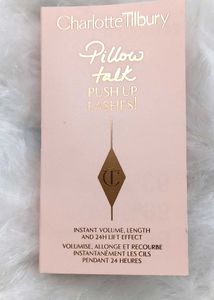 Charlotte Tilbury
Pillow
talk
PUSH UP
LASHES!
CT
INSTANT VOLUME, LENGTH
AND 24H LIFT EFFECT
VOLUMISE, ALLONGE ET RECOURBE
INSTANTANÉMENT LES CILS
PENDANT 24 HEURES